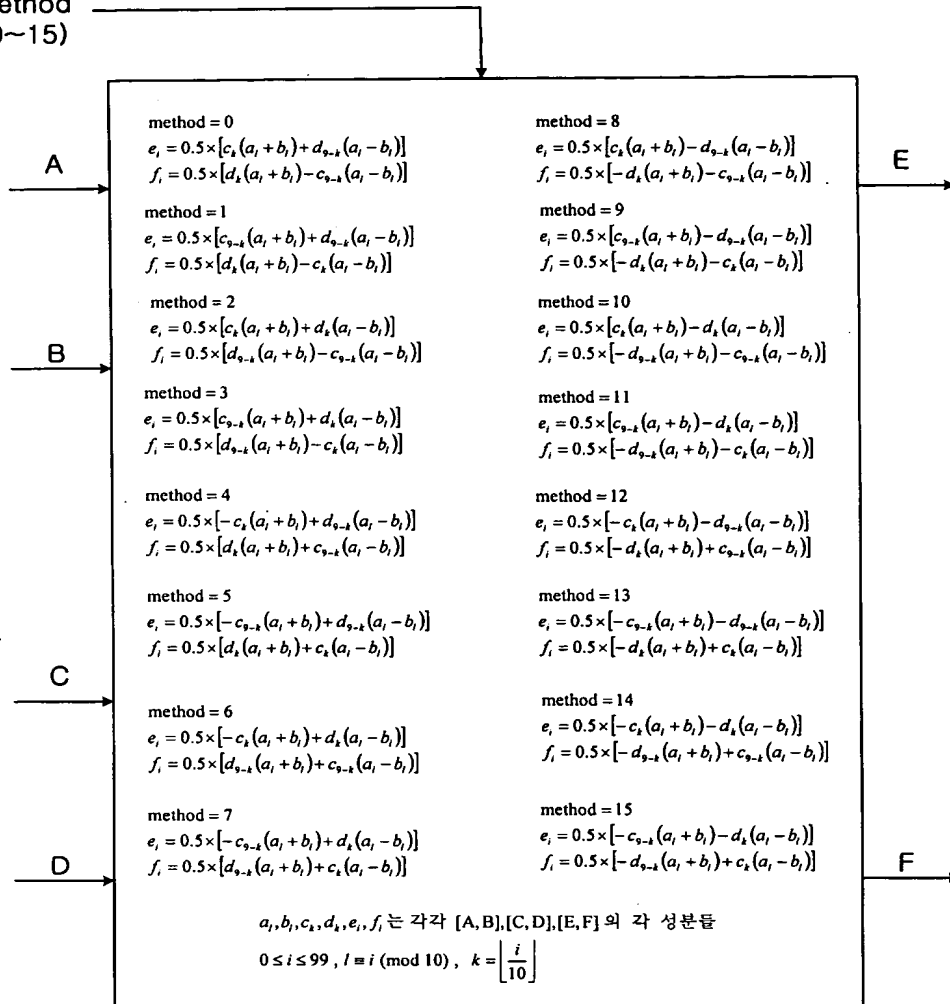 ethod
0~15)
A
B
C
D
E
F
method = 0
e_i = 0.5×[c_k(a_l + b_l)+d_{9-k}(a_l − b_l)]
f_i = 0.5×[d_k(a_l + b_l)−c_{9-k}(a_l − b_l)]
method = 1
e_i = 0.5×[c_{9-k}(a_l + b_l)+d_{9-k}(a_l − b_l)]
f_i = 0.5×[d_k(a_l + b_l)−c_k(a_l − b_l)]
method = 2
e_i = 0.5×[c_k(a_l + b_l)+d_k(a_l − b_l)]
f_i = 0.5×[d_{9-k}(a_l + b_l)−c_{9-k}(a_l − b_l)]
method = 3
e_i = 0.5×[c_{9-k}(a_l + b_l)+d_k(a_l − b_l)]
f_i = 0.5×[d_{9-k}(a_l + b_l)−c_k(a_l − b_l)]
method = 4
e_i = 0.5×[−c_k(a_l + b_l)+d_{9-k}(a_l − b_l)]
f_i = 0.5×[d_k(a_l + b_l)+c_{9-k}(a_l − b_l)]
method = 5
e_i = 0.5×[−c_{9-k}(a_l + b_l)+d_{9-k}(a_l − b_l)]
f_i = 0.5×[d_k(a_l + b_l)+c_k(a_l − b_l)]
method = 6
e_i = 0.5×[−c_k(a_l + b_l)+d_k(a_l − b_l)]
f_i = 0.5×[d_{9-k}(a_l + b_l)+c_{9-k}(a_l − b_l)]
method = 7
e_i = 0.5×[−c_{9-k}(a_l + b_l)+d_k(a_l − b_l)]
f_i = 0.5×[d_{9-k}(a_l + b_l)+c_k(a_l − b_l)]
method = 8
e_i = 0.5×[c_k(a_l + b_l)−d_{9-k}(a_l − b_l)]
f_i = 0.5×[−d_k(a_l + b_l)−c_{9-k}(a_l − b_l)]
method = 9
e_i = 0.5×[c_{9-k}(a_l + b_l)−d_{9-k}(a_l − b_l)]
f_i = 0.5×[−d_k(a_l + b_l)−c_k(a_l − b_l)]
method = 10
e_i = 0.5×[c_k(a_l + b_l)−d_k(a_l − b_l)]
f_i = 0.5×[−d_{9-k}(a_l + b_l)−c_{9-k}(a_l − b_l)]
method = 11
e_i = 0.5×[c_{9-k}(a_l + b_l)−d_k(a_l − b_l)]
f_i = 0.5×[−d_{9-k}(a_l + b_l)−c_k(a_l − b_l)]
method = 12
e_i = 0.5×[−c_k(a_l + b_l)−d_{9-k}(a_l − b_l)]
f_i = 0.5×[−d_k(a_l + b_l)+c_{9-k}(a_l − b_l)]
method = 13
e_i = 0.5×[−c_{9-k}(a_l + b_l)−d_{9-k}(a_l − b_l)]
f_i = 0.5×[−d_k(a_l + b_l)+c_k(a_l − b_l)]
method = 14
e_i = 0.5×[−c_k(a_l + b_l)−d_k(a_l − b_l)]
f_i = 0.5×[−d_{9-k}(a_l + b_l)+c_{9-k}(a_l − b_l)]
method = 15
e_i = 0.5×[−c_{9-k}(a_l + b_l)−d_k(a_l − b_l)]
f_i = 0.5×[−d_{9-k}(a_l + b_l)+c_k(a_l − b_l)]
a_l,b_l,c_k,d_k,e_i,f_i는 각각 [A,B],[C,D],[E,F]의 각 성분들
0≤i≤99 , l ≡ i (mod 10) , k = ⌊i/10⌋